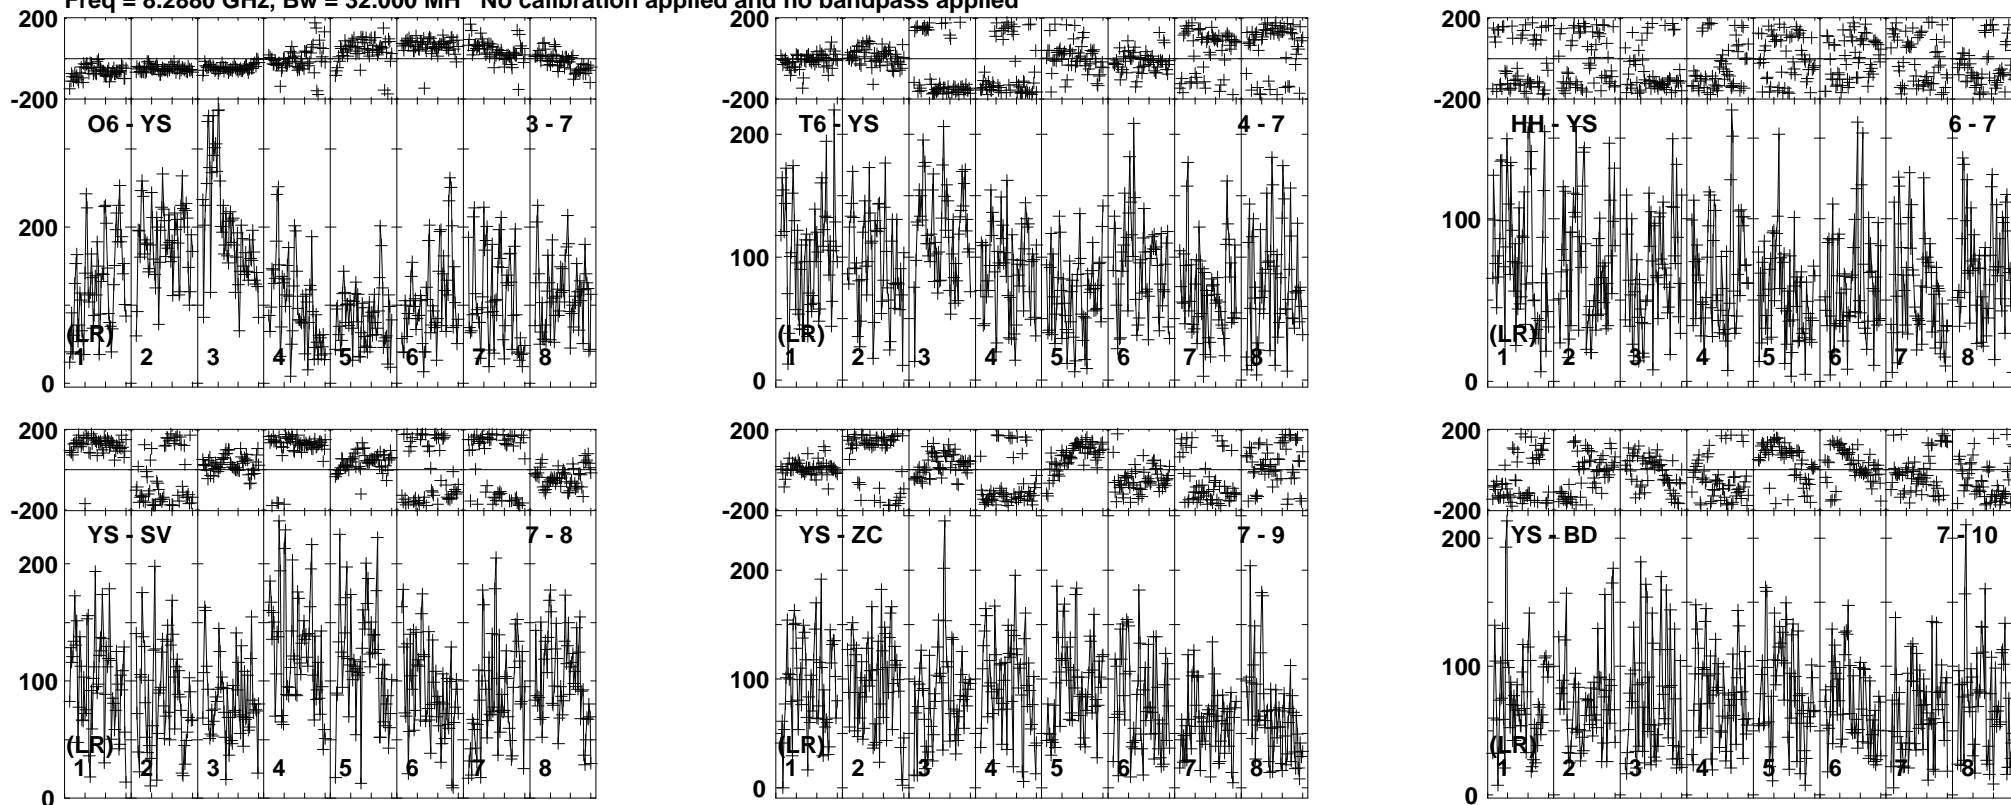 Freq = 8.2880 GHz, Bw = 32.000 MH No calibration applied and no bandpass applied
200
-200
O6 - YS 3 - 7
200
(LR)
1 2 3 4 5 6 7 8
0
200
-200
T6 - YS 4 - 7
200
100
(LR)
1 2 3 4 5 6 7 8
0
200
-200
HH - YS 6 - 7
100
(LR)
1 2 3 4 5 6 7 8
0
200
-200
YS - SV 7 - 8
200
100
(LR)
1 2 3 4 5 6 7 8
0
200
-200
YS - ZC 7 - 9
200
100
(LR)
1 2 3 4 5 6 7 8
0
200
-200
YS - BD 7 - 10
200
100
(LR)
1 2 3 4 5 6 7 8
0